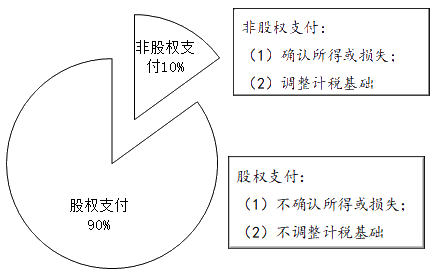 非股权支
付10%
非股权支付：
（1）确认所得或损失；
（2）调整计税基础
股权支付
90%
股权支付：
（1）不确认所得或损失；
（2）不调整计税基础